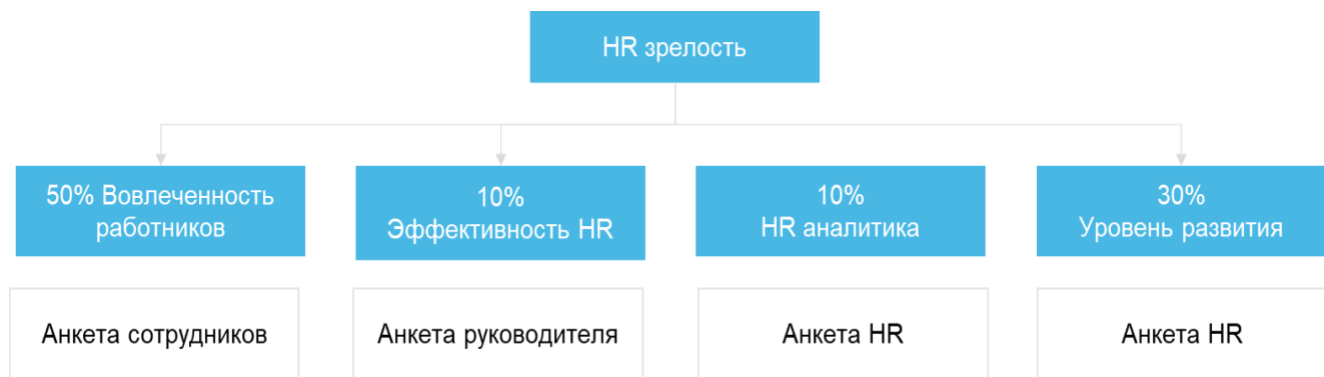 HR зрелость
50% Вовлеченность
работников
10%
Эффективность HR
10%
HR аналитика
30%
Уровень развития
Анкета сотрудников
Анкета руководителя
Анкета HR
Анкета HR